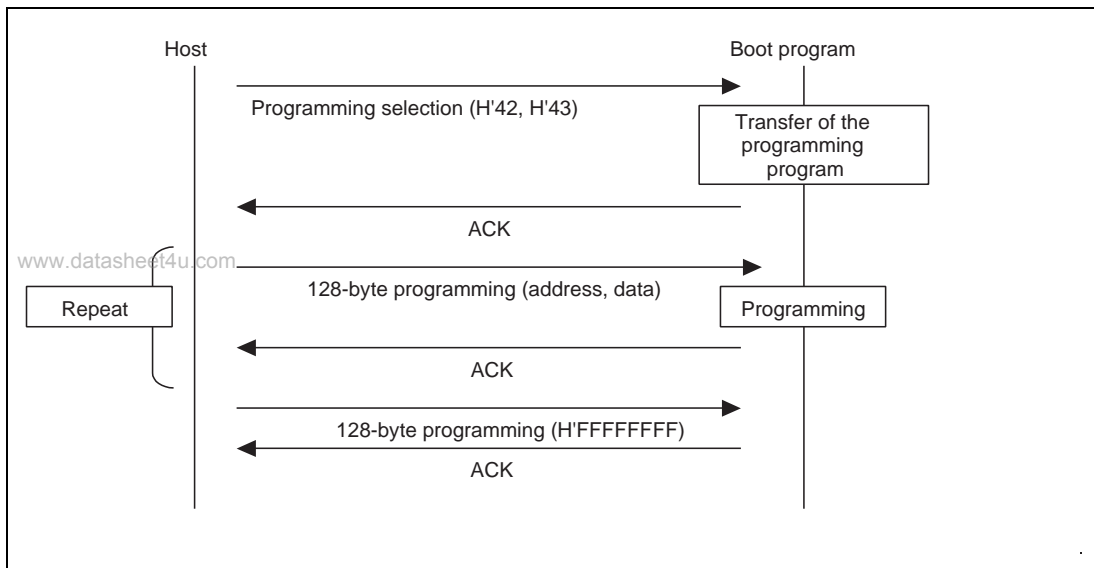 Host
Boot program
Programming selection (H'42, H'43)
Transfer of the
programming
program
ACK
www.datasheet4u.com
128-byte programming (address, data)
Repeat
Programming
ACK
128-byte programming (H'FFFFFFFF)
ACK